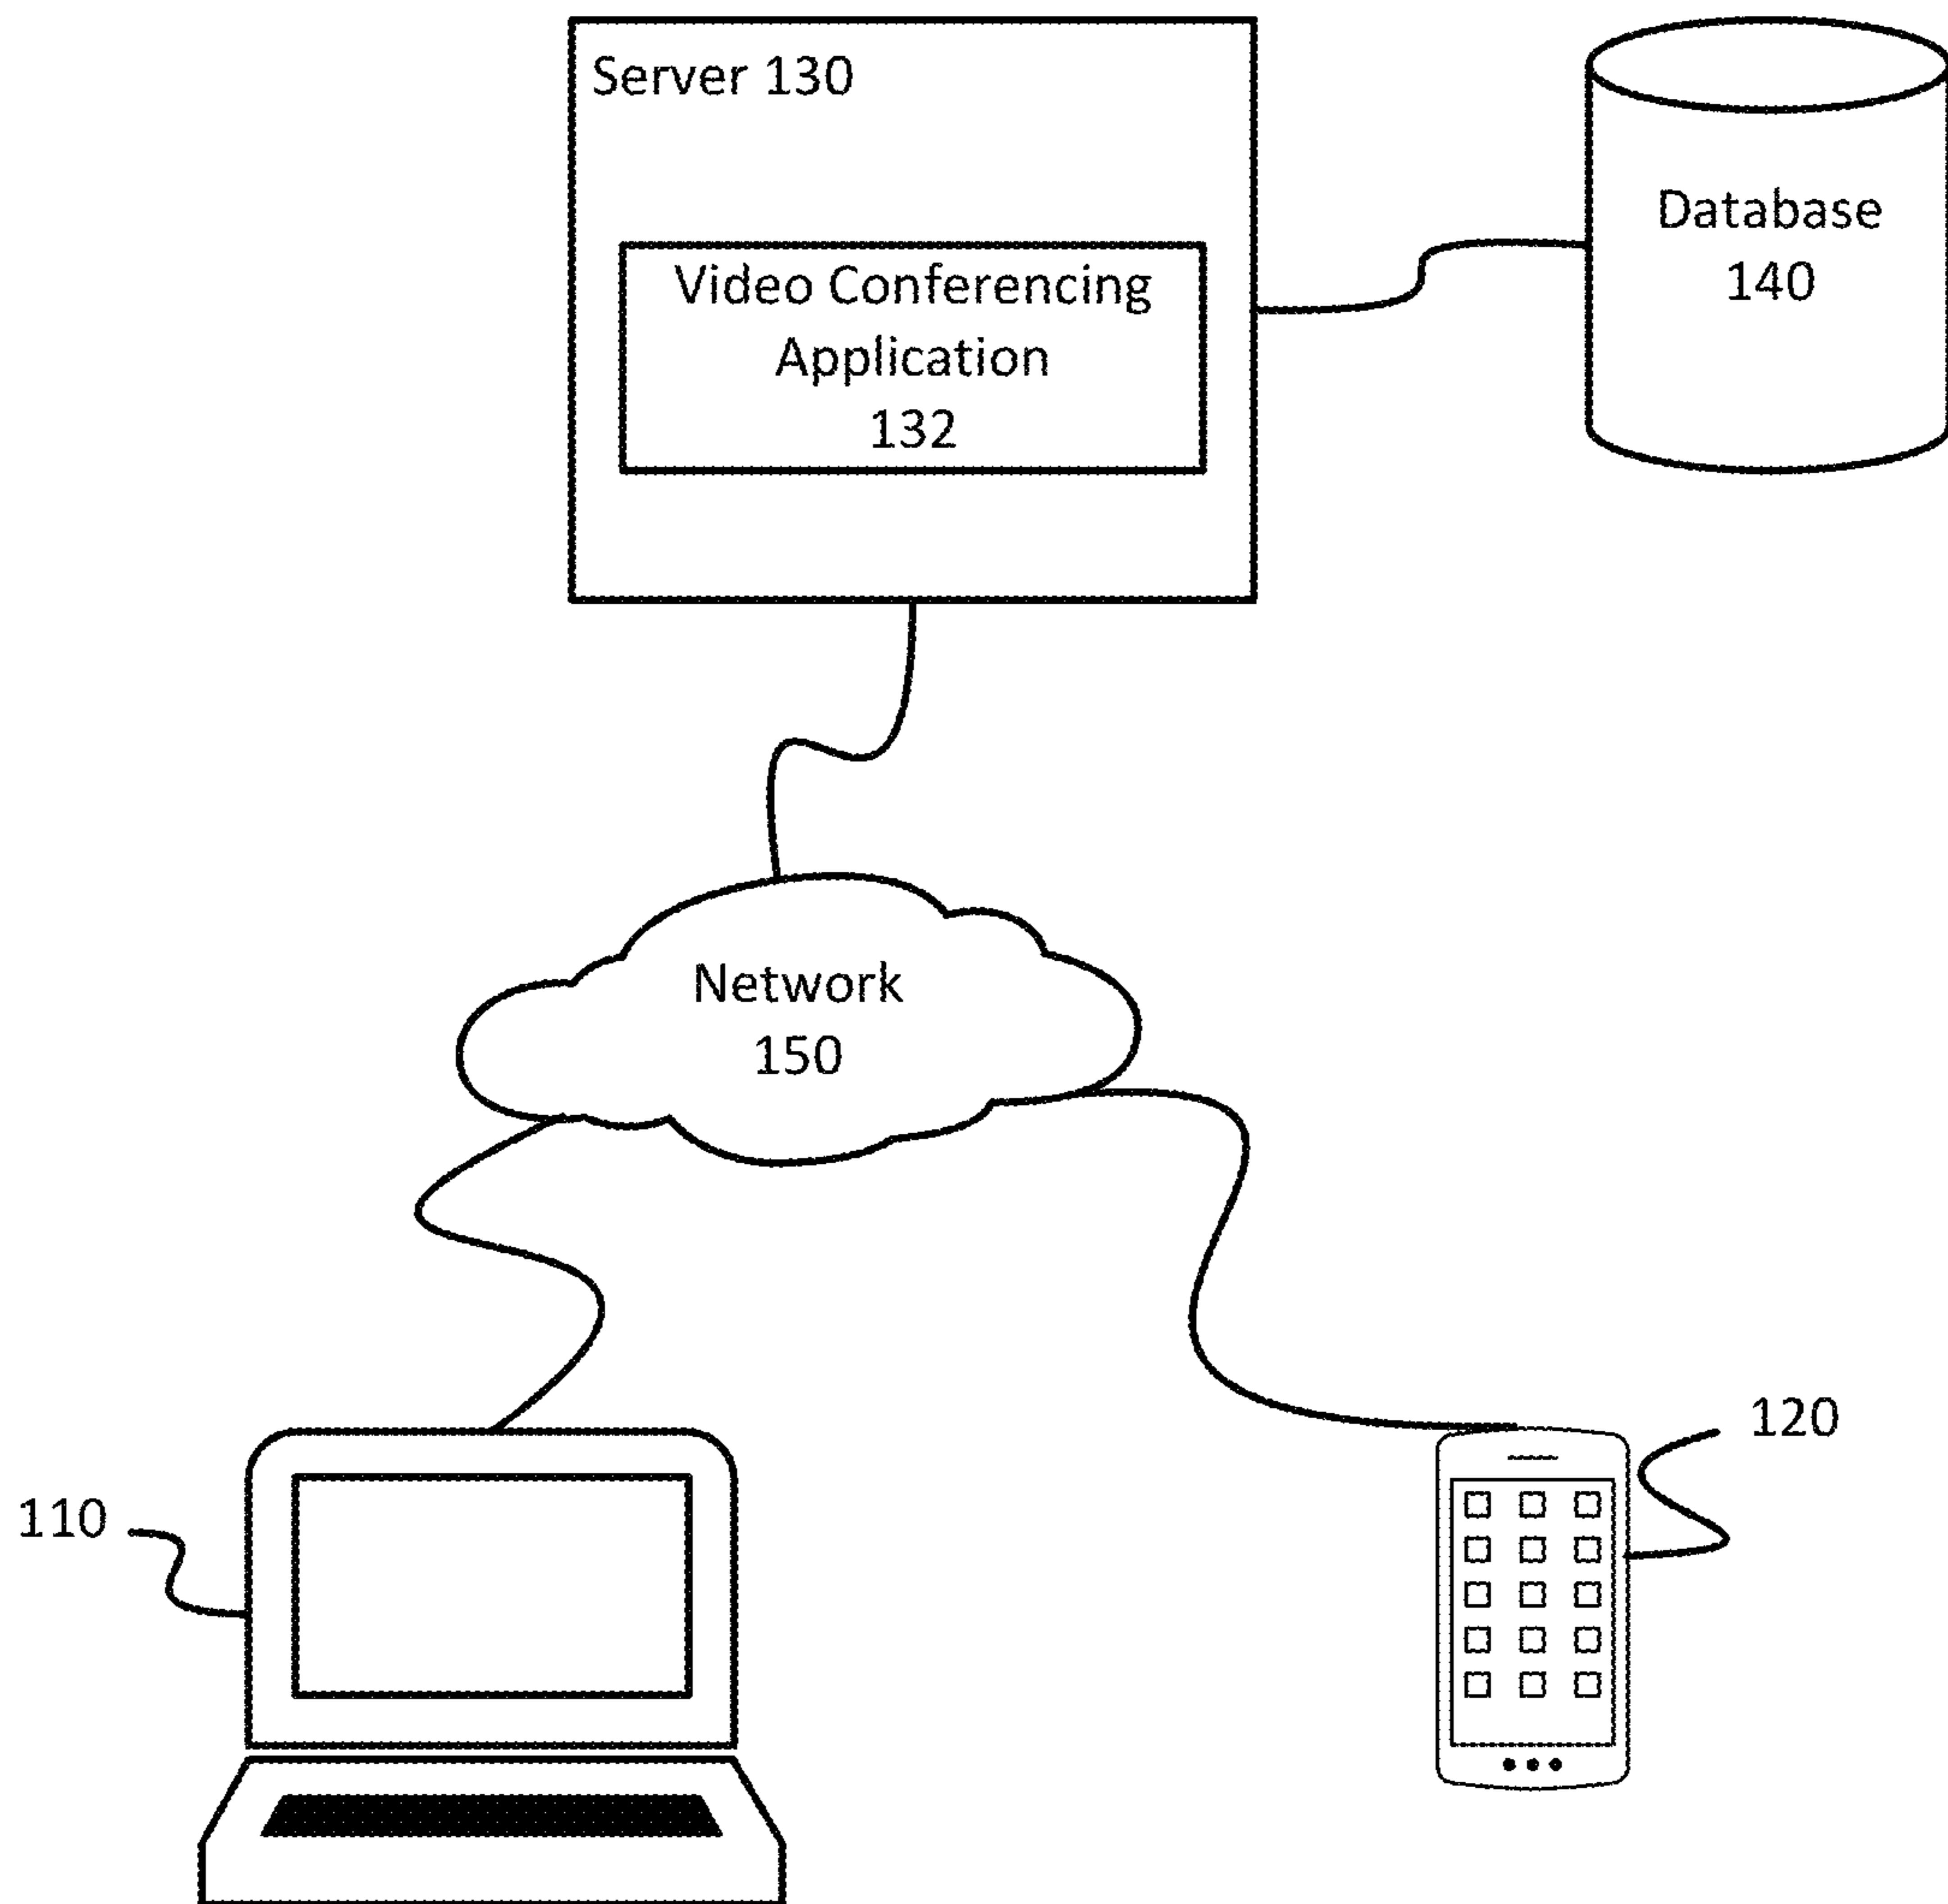 Server 130
Video Conferencing
Application
132
Database
140
Network
150
110
120